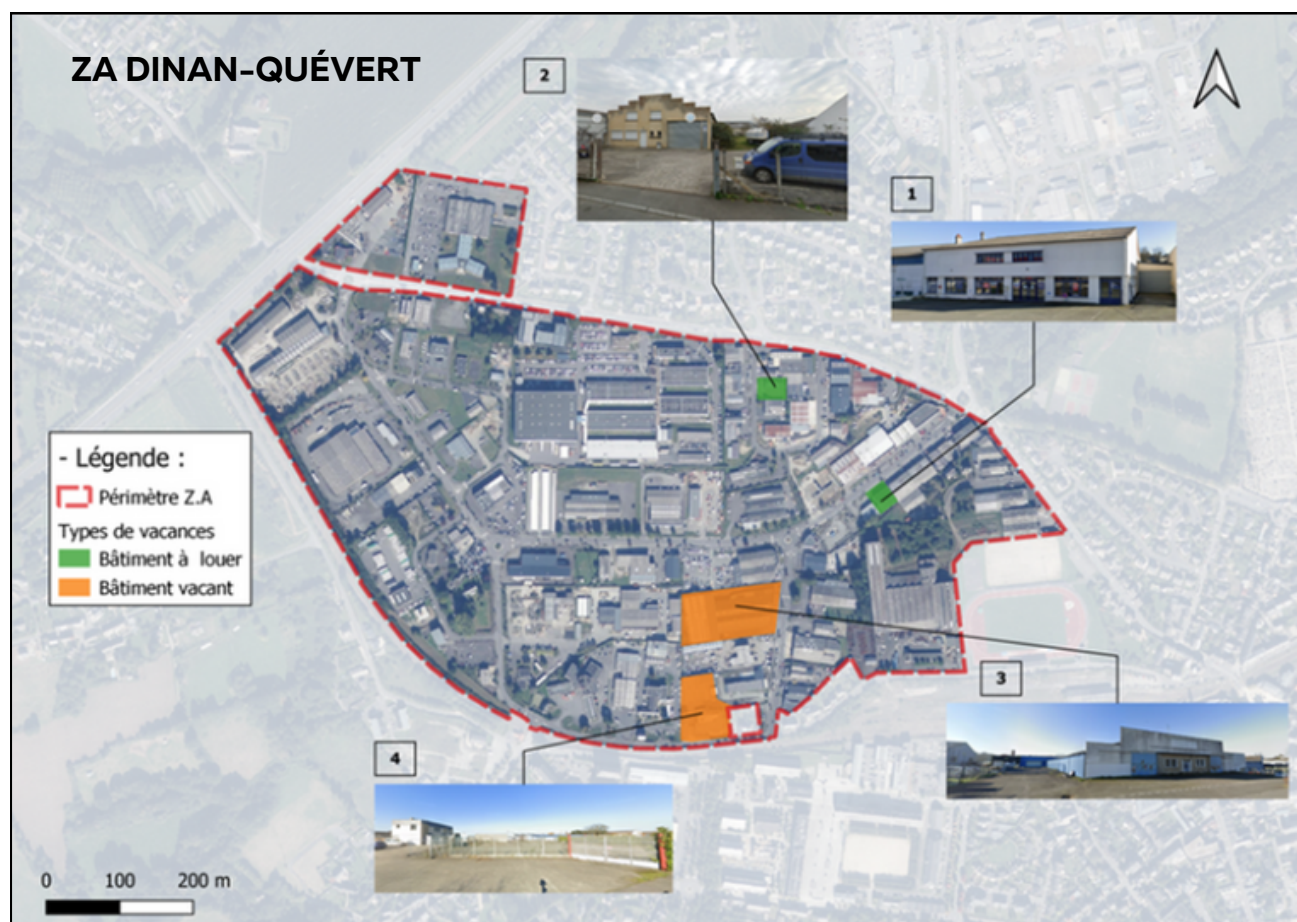 ZA DINAN-QUÉVERT
2
1
- Légende :
Périmètre Z.A
Types de vacances
Bâtiment à louer
Bâtiment vacant
3
4
0 100 200 m